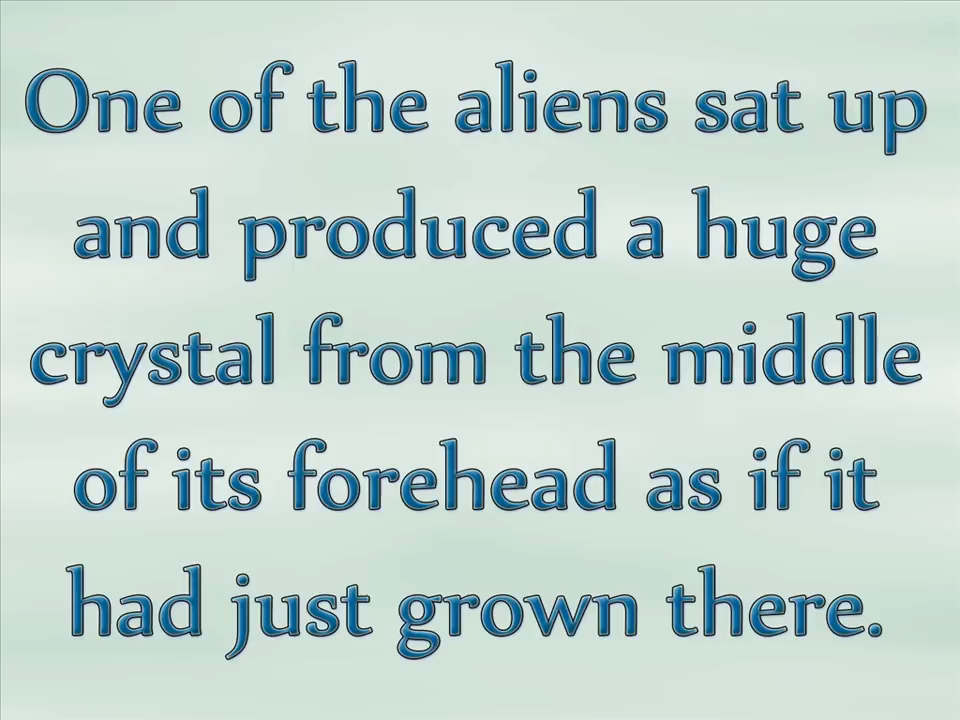 One of the aliens sat up
and produced a huge
crystal from the middle
of its forehead as if it
had just grown there.